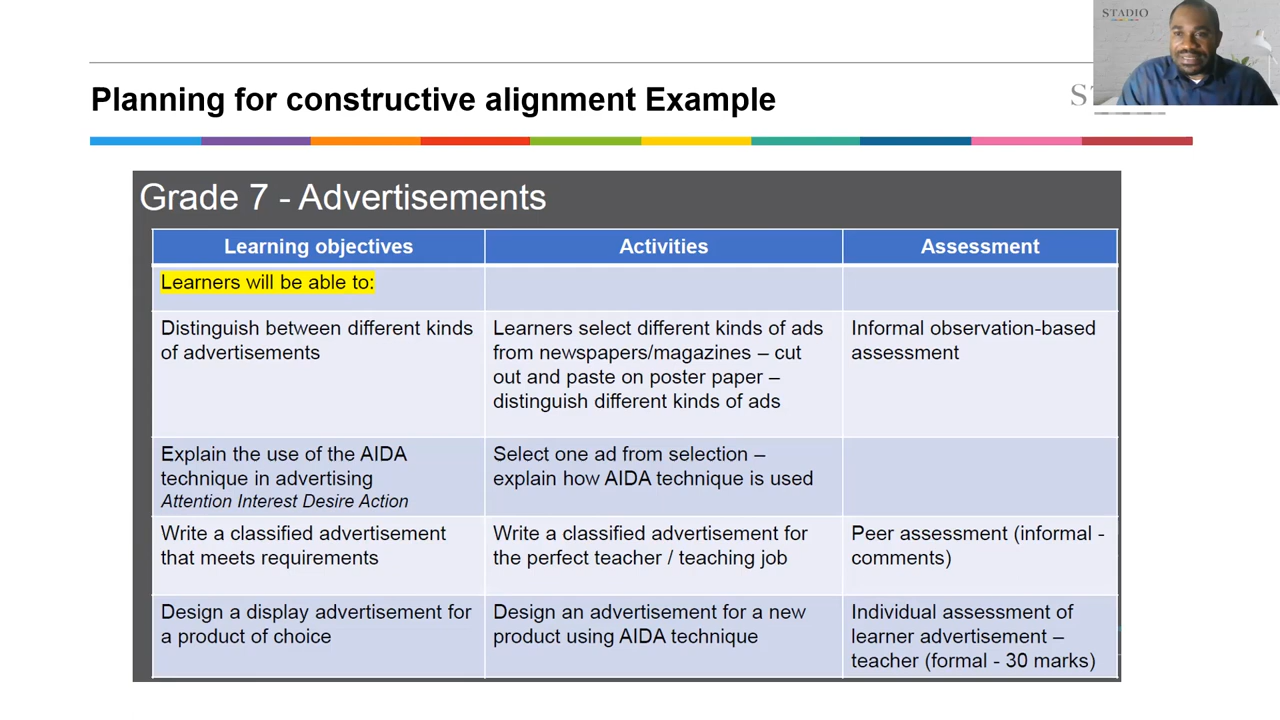 STADIO
Planning for constructive alignment Example
Grade 7 - Advertisements
Learning objectives
Activities
Assessment
Learners will be able to:
Distinguish between different kinds
of advertisements
Learners select different kinds of ads
from newspapers/magazines – cut
out and paste on poster paper –
distinguish different kinds of ads
Informal observation-based
assessment
Explain the use of the AIDA
technique in advertising
Attention Interest Desire Action
Select one ad from selection –
explain how AIDA technique is used
Write a classified advertisement
that meets requirements
Write a classified advertisement for
the perfect teacher / teaching job
Peer assessment (informal -
comments)
Design a display advertisement for
a product of choice
Design an advertisement for a new
product using AIDA technique
Individual assessment of
learner advertisement –
teacher (formal - 30 marks)